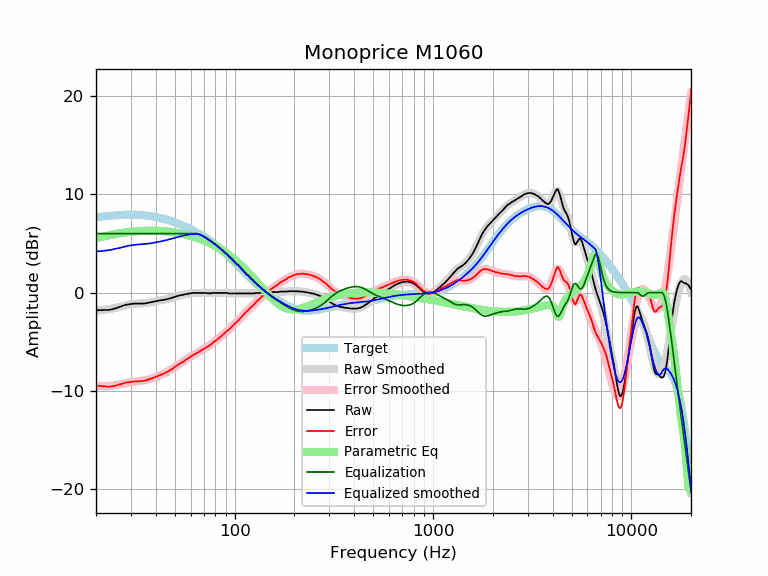 Monoprice M1060
20
10
0
−10
−20
Amplitude (dBr)
Target
Raw Smoothed
Error Smoothed
Raw
Error
Parametric Eq
Equalization
Equalized smoothed
100
1000
10000
Frequency (Hz)